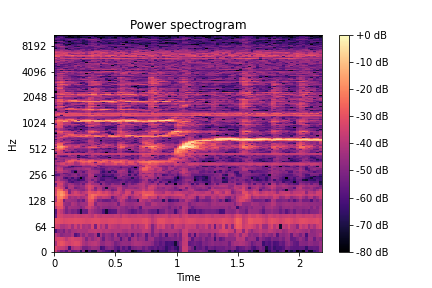 Power spectrogram
8192
4096
2048
1024
512
256
128
64
0
Hz
0
0.5
1
1.5
2
Time
+0 dB
-10 dB
-20 dB
-30 dB
-40 dB
-50 dB
-60 dB
-70 dB
-80 dB